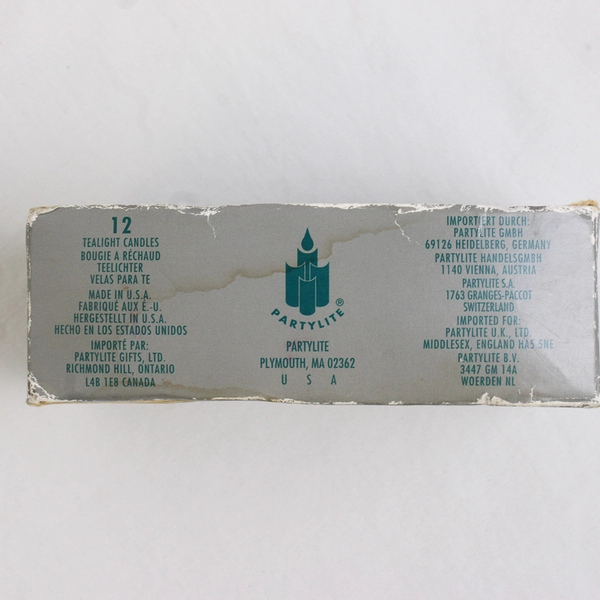 12
TEALIGHT CANDLES
BOUGIE A RÉCHAUD
TEELICHTER
VELAS PARA TE
MADE IN U.S.A.
FABRIQUÉ AUX É.-U.
HERGESTELLT IN U.S.A.
HECHO EN LOS ESTADOS UNIDOS
IMPORTÉ PAR:
PARTYLITE GIFTS, LTD.
RICHMOND HILL, ONTARIO
L4B 1E8 CANADA
PARTYLITE®
PARTYLITE
PLYMOUTH, MA 02362
USA
IMPORTIERT DURCH:
PARTYLITE GMBH
69126 HEIDELBERG, GERMANY
PARTYLITE HANDELSGMBH
1140 VIENNA, AUSTRIA
PARTYLITE S.A.
1763 GRANGES-PACCOT
SWITZERLAND
IMPORTED FOR:
PARTYLITE U.K., LTD.
MIDDLESEX, ENGLAND HA5 5NE
PARTYLITE B.V.
3447 GM 14A
WOERDEN NL